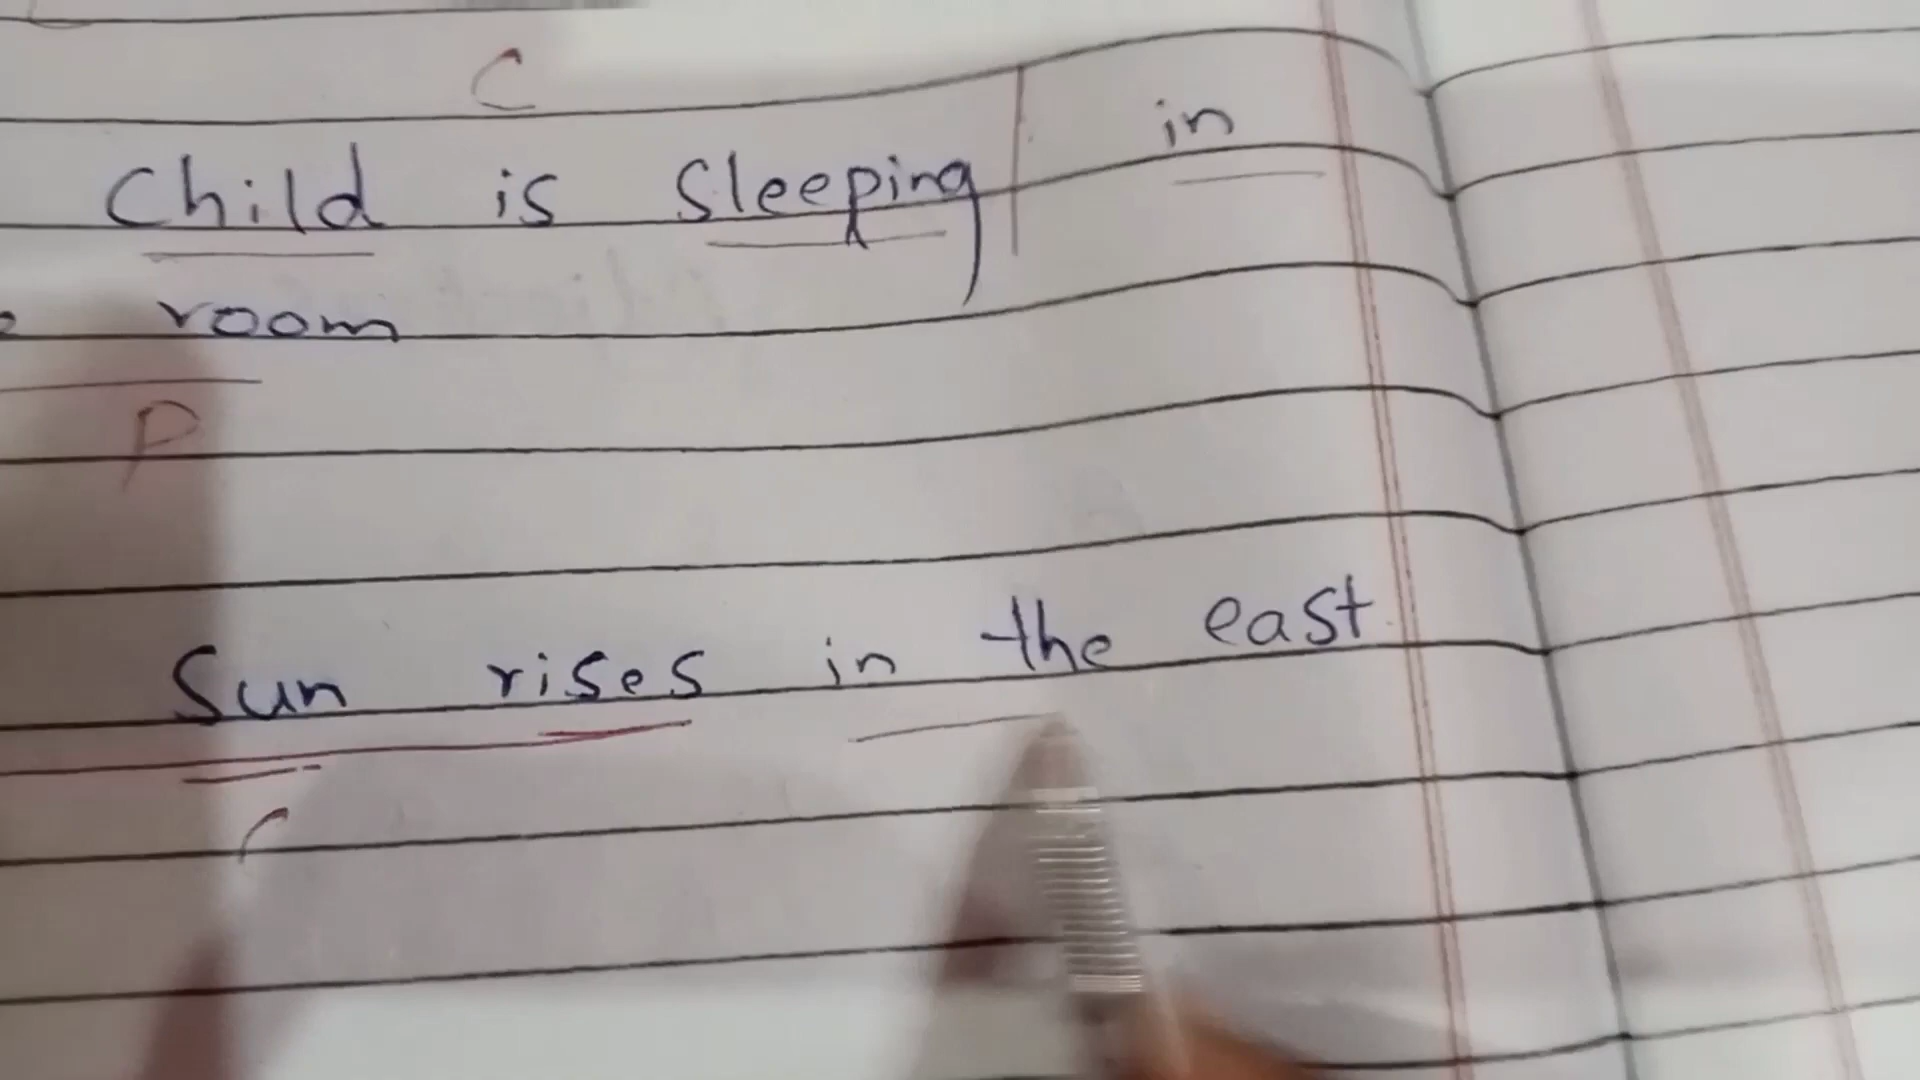 C
Child is Sleeping in
room
P
Sun rises in the east
C